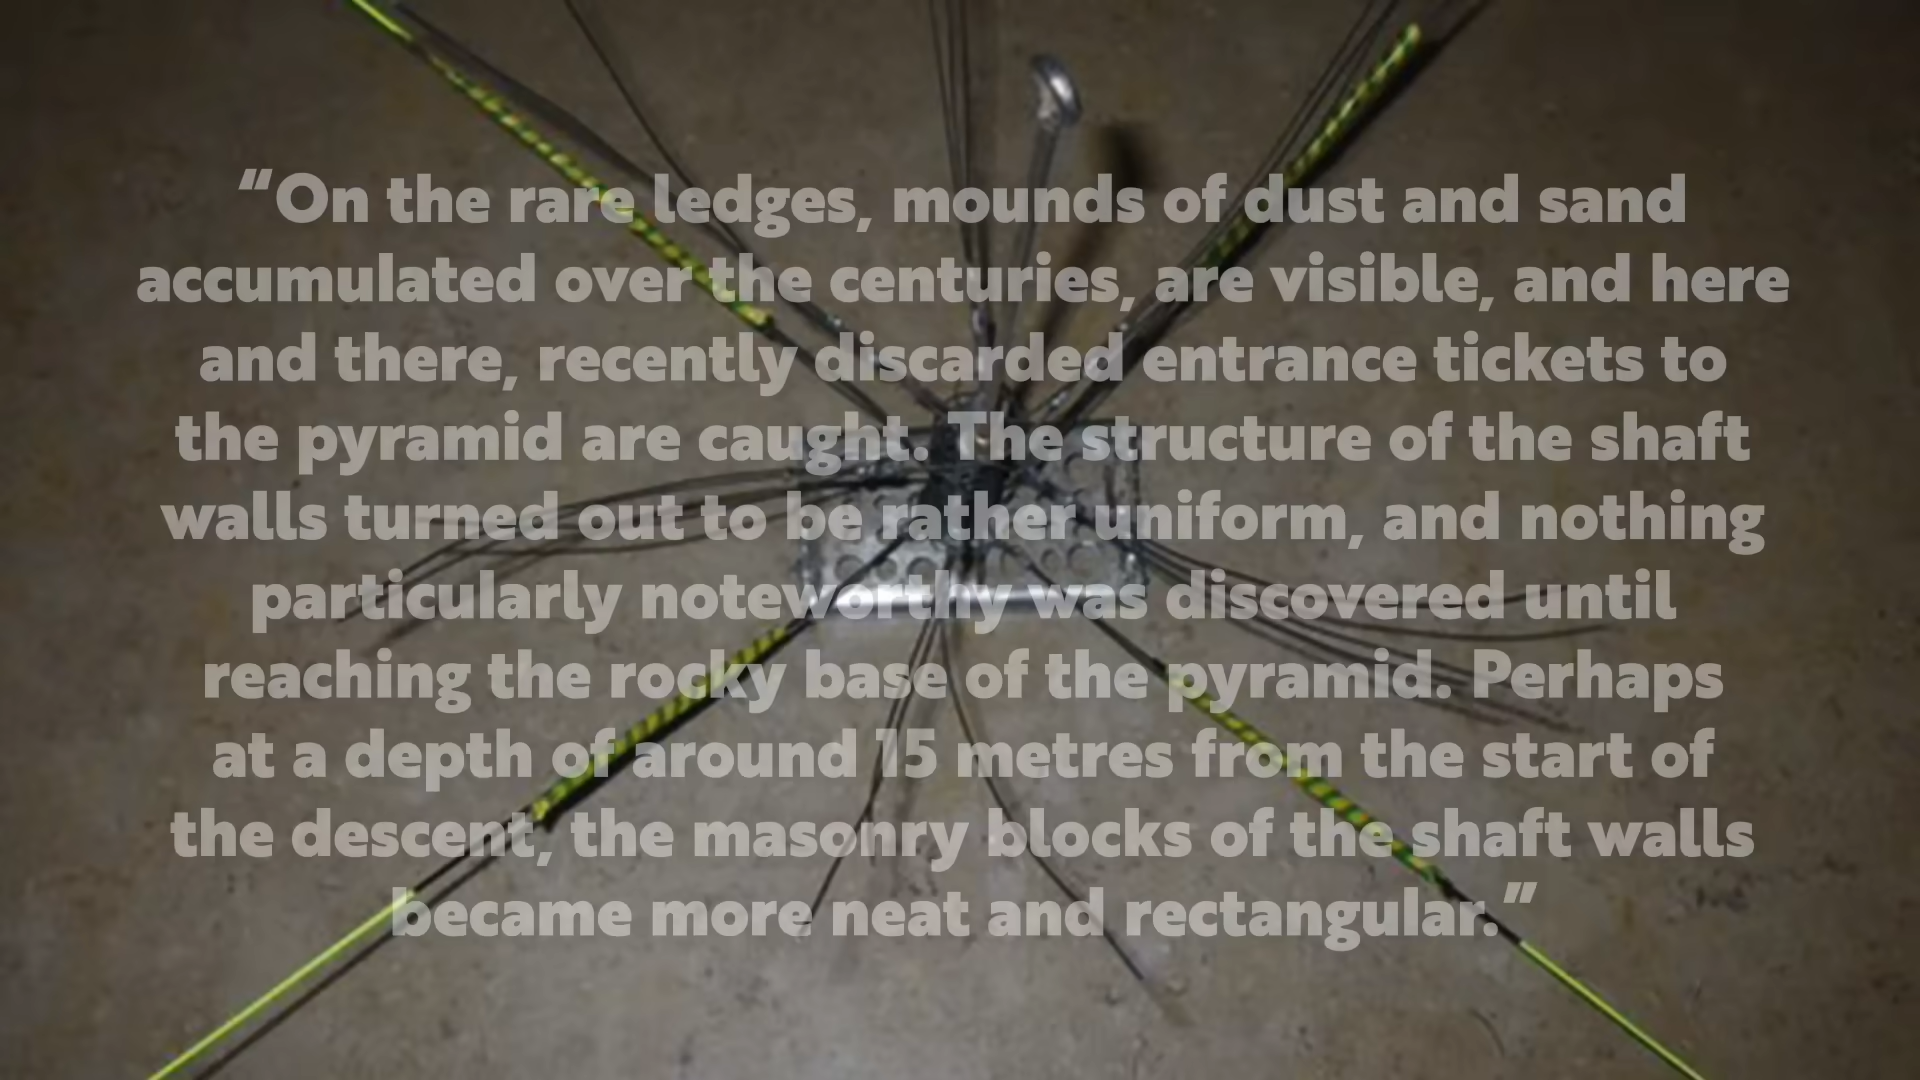 “On the rare ledges, mounds of dust and sand
accumulated over the centuries, are visible, and here
and there, recently discarded entrance tickets to
the pyramid are caught. The structure of the shaft
walls turned out to be rather uniform, and nothing
particularly noteworthy was discovered until
reaching the rocky base of the pyramid. Perhaps
at a depth of around 15 metres from the start of
the descent, the masonry blocks of the shaft walls
became more neat and rectangular.”